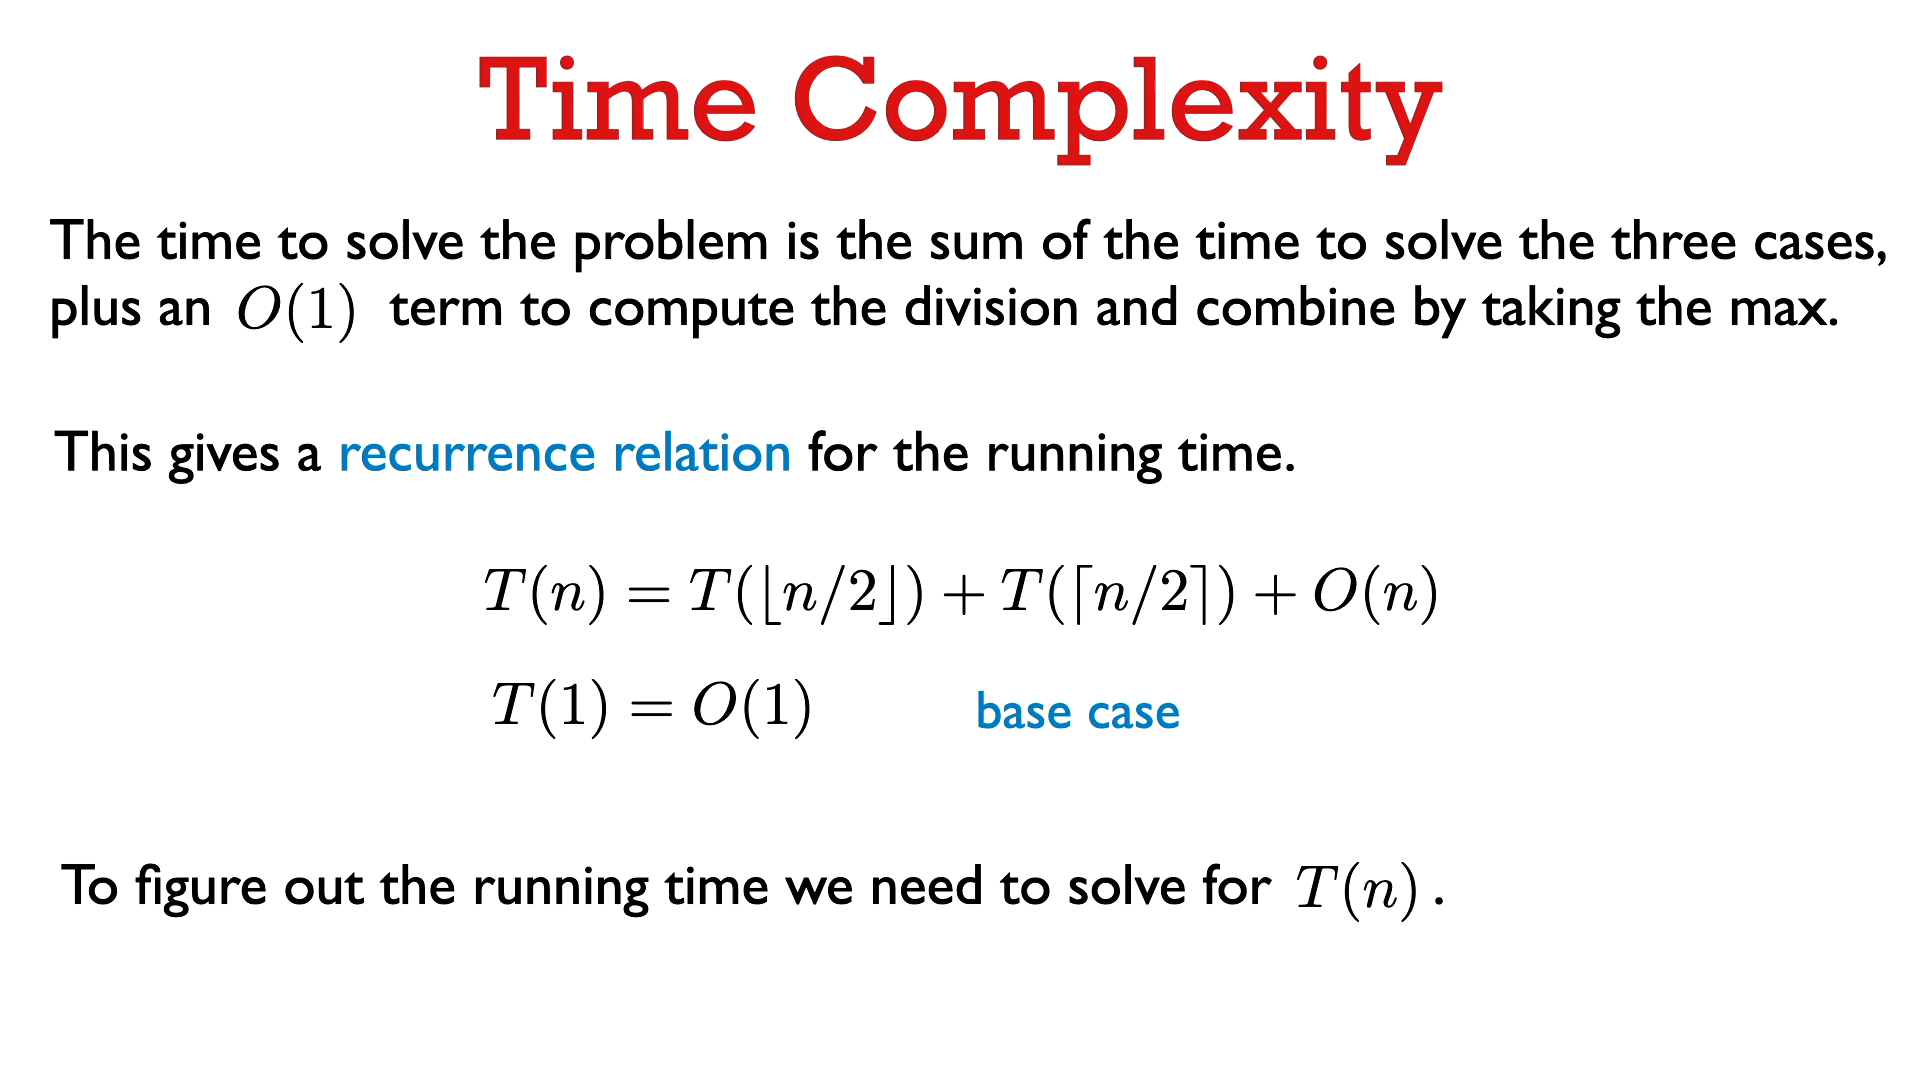 Time Complexity
The time to solve the problem is the sum of the time to solve the three cases,
plus an O(1) term to compute the division and combine by taking the max.
This gives a recurrence relation for the running time.
T(n) = T(⌊n/2⌋) + T(⌈n/2⌉) + O(n)
T(1) = O(1) base case
To figure out the running time we need to solve for T(n).